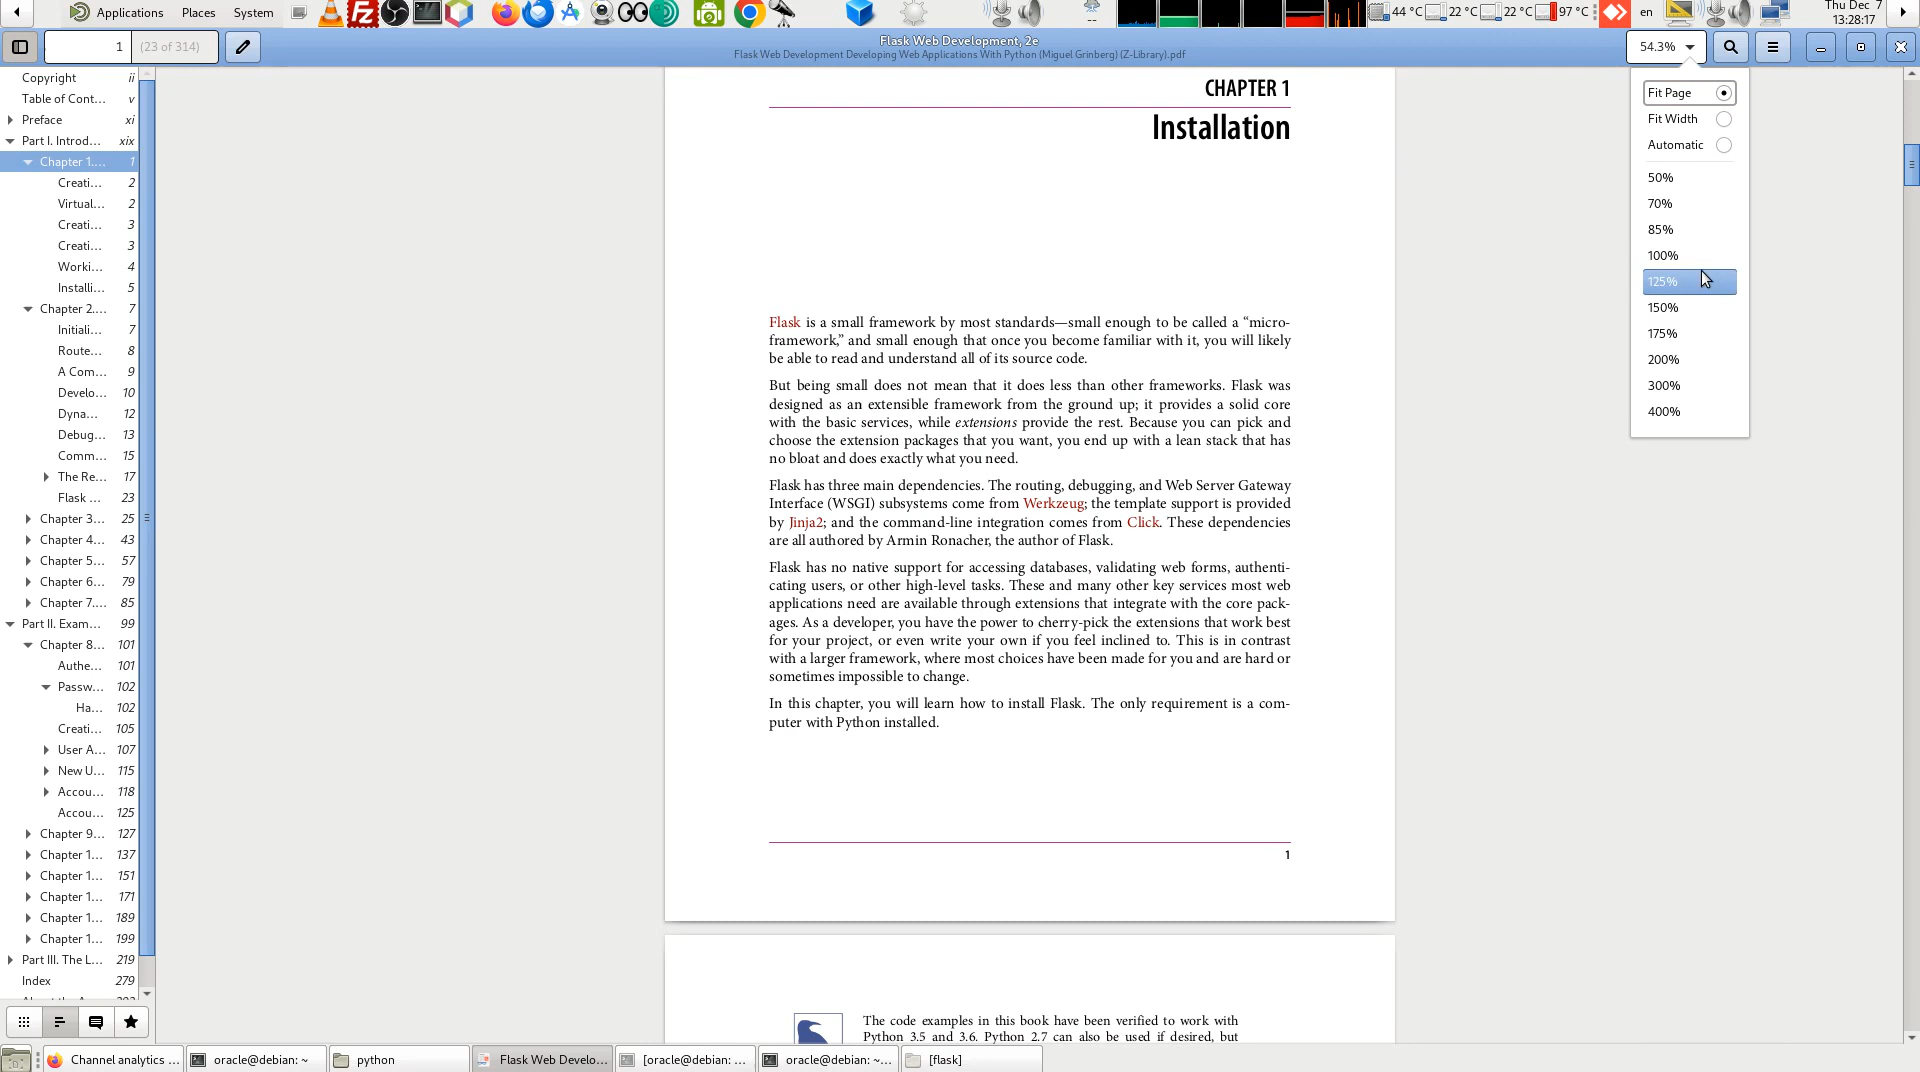 Applications Places System
44 °C 22 °C 22 °C 97 °C en Thu Dec 7
13:28:17
1 (23 of 314)
Flask Web Development, 2e
Flask Web Development Developing Web Applications With Python (Miguel Grinberg) (Z-Library).pdf
54.3%
Copyright ii
Table of Cont... v
Preface xi
Part I. Introd... xix
Chapter 1.... 1
Creati... 2
Virtual... 2
Creati... 3
Creati... 3
Worki... 4
Installi... 5
Chapter 2.... 7
Initiali... 7
Route... 8
A Com... 9
Develo... 10
Dyna... 12
Debug... 13
Comm... 15
The Re... 17
Flask ... 23
Chapter 3... 25
Chapter 4... 43
Chapter 5... 57
Chapter 6... 79
Chapter 7.... 85
Part II. Exam... 99
Chapter 8... 101
Authe... 101
Passw... 102
Ha... 102
Creati... 105
User A... 107
New U... 115
Accou... 118
Accou... 125
Chapter 9... 127
Chapter 1... 137
Chapter 1... 151
Chapter 1... 171
Chapter 1... 189
Chapter 1... 199
Part III. The L... 219
Index 279
CHAPTER 1
Installation
Flask is a small framework by most standards—small enough to be called a “micro-
framework,” and small enough that once you become familiar with it, you will likely
be able to read and understand all of its source code.
But being small does not mean that it does less than other frameworks. Flask was
designed as an extensible framework from the ground up; it provides a solid core
with the basic services, while extensions provide the rest. Because you can pick and
choose the extension packages that you want, you end up with a lean stack that has
no bloat and does exactly what you need.
Flask has three main dependencies. The routing, debugging, and Web Server Gateway
Interface (WSGI) subsystems come from Werkzeug; the template support is provided
by Jinja2; and the command-line integration comes from Click. These dependencies
are all authored by Armin Ronacher, the author of Flask.
Flask has no native support for accessing databases, validating web forms, authenti-
cating users, or other high-level tasks. These and many other key services most web
applications need are available through extensions that integrate with the core pack-
ages. As a developer, you have the power to cherry-pick the extensions that work best
for your project, or even write your own if you feel inclined to. This is in contrast
with a larger framework, where most choices have been made for you and are hard or
sometimes impossible to change.
In this chapter, you will learn how to install Flask. The only requirement is a com-
puter with Python installed.
1
The code examples in this book have been verified to work with
Python 3.5 and 3.6. Python 2.7 can also be used if desired, but
Fit Page
Fit Width
Automatic
50%
70%
85%
100%
125%
150%
175%
200%
300%
400%
Channel analytics ... oracle@debian: ~ python Flask Web Develo... [oracle@debian: ... oracle@debian: ~... [flask]